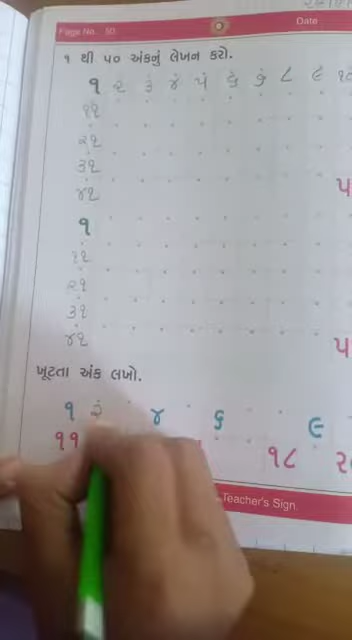 Page No. 50
Date
૧ થી ૫૦ અંકનું લેખન કરો.
૧ ૨ ૩ ૪ ૫ ૬ ૭ ૮ ૯ ૧૦
૧૧
૨૧
૩૧
૪૧
૧
૧૧
૨૧
૩૧
૪૧
ખૂટતા અંક લખો.
૧ ૨ ૪ ૬ ૯
૧૧ ૧૮
Teacher's Sign.